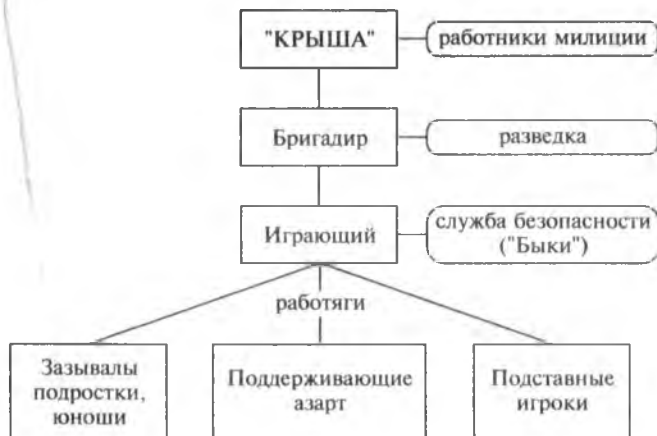 "КРЫША"
работники милиции
Бригадир
разведка
Играющий
служба безопасности
("Быки")
работяги
Зазывалы
подростки,
юноши
Поддерживающие
азарт
Подставные
игроки